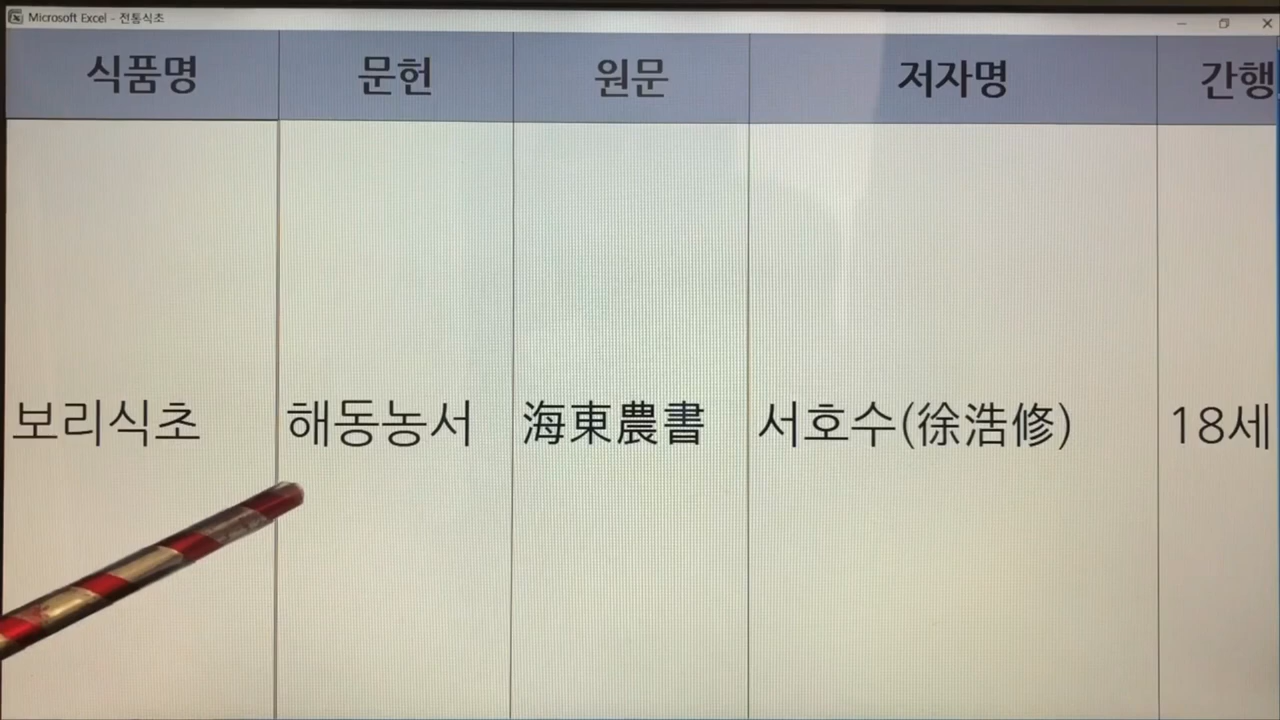 Microsoft Excel - 전통식초
식품명 문헌 원문 저자명 간행
보리식초 해동농서 海東農書 서호수(徐浩修) 18세